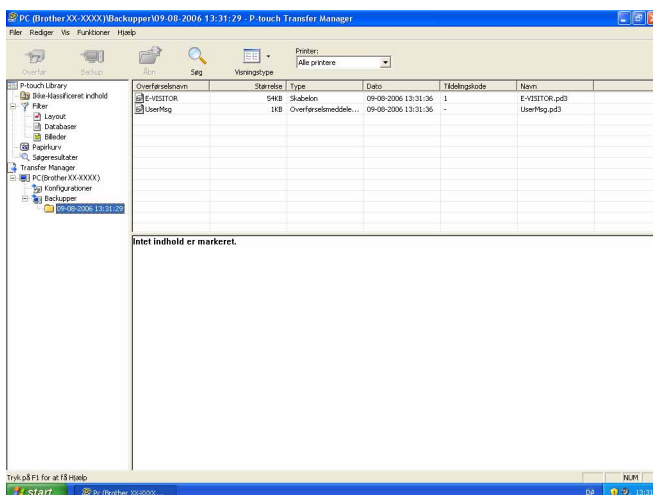 PC (Brother XX-XXXX)\Backupper\09-08-2006 13:31:29 - P-touch Transfer Manager
Filer Rediger Vis Funktioner Hjælp
Overfør Backup Åbn Søg Visningstype Printer: Alle printere
P-touch Library
Ikke-klassificeret indhold
Filter
Layout
Databaser
Billeder
Papirkurv
Søgeresultater
Transfer Manager
PC(Brother XX-XXXX)
Konfigurationer
Backupper
09-08-2006 13:31:29
Overførselsnavn Størrelse Type Dato Tildelingskode Navn
E-VISITOR 54KB Skabelon 09-08-2006 13:31:36 1 E-VISITOR.pd3
UserMsg 1KB Overførselsmeddele... 09-08-2006 13:31:36 - UserMsg.pd3
Intet indhold er markeret.
Tryk på F1 for at få Hjælp NUM
start Pc (Brother XX-XXXX... DA 13:31